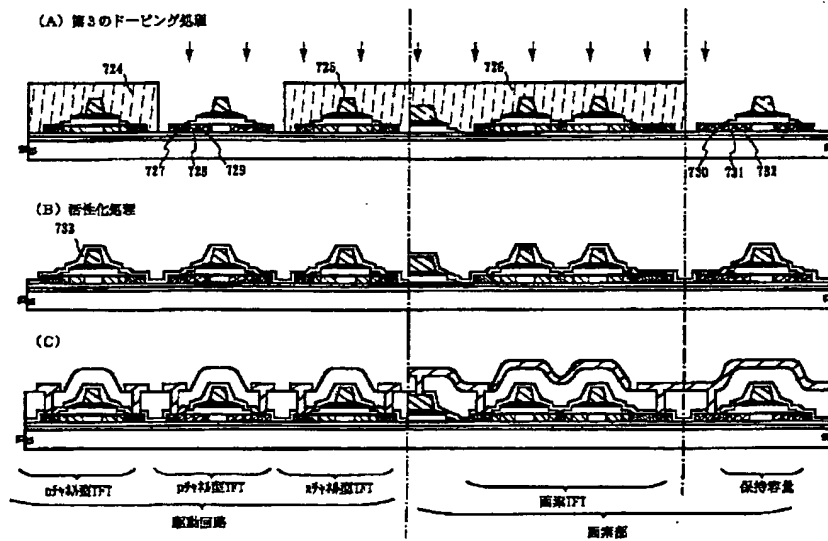 (A) 第3のドーピング処理
724
725
726
727 728 729
730 731 732
(B) 活性化処理
733
(C)
nチャネル型TFT
pチャネル型TFT
nチャネル型TFT
画素TFT
保持容量
駆動回路
画素部